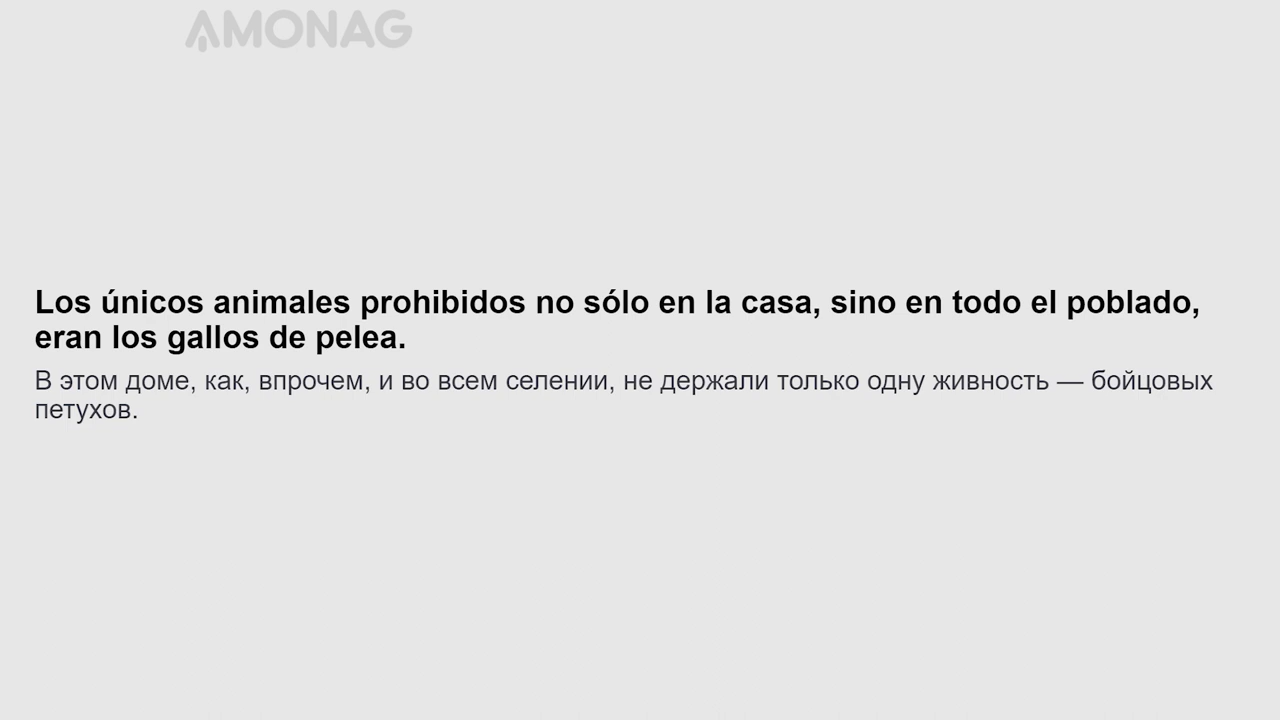 AMONAG
Los únicos animales prohibidos no sólo en la casa, sino en todo el poblado,
eran los gallos de pelea.
В этом доме, как, впрочем, и во всем селении, не держали только одну живность — бойцовых
петухов.